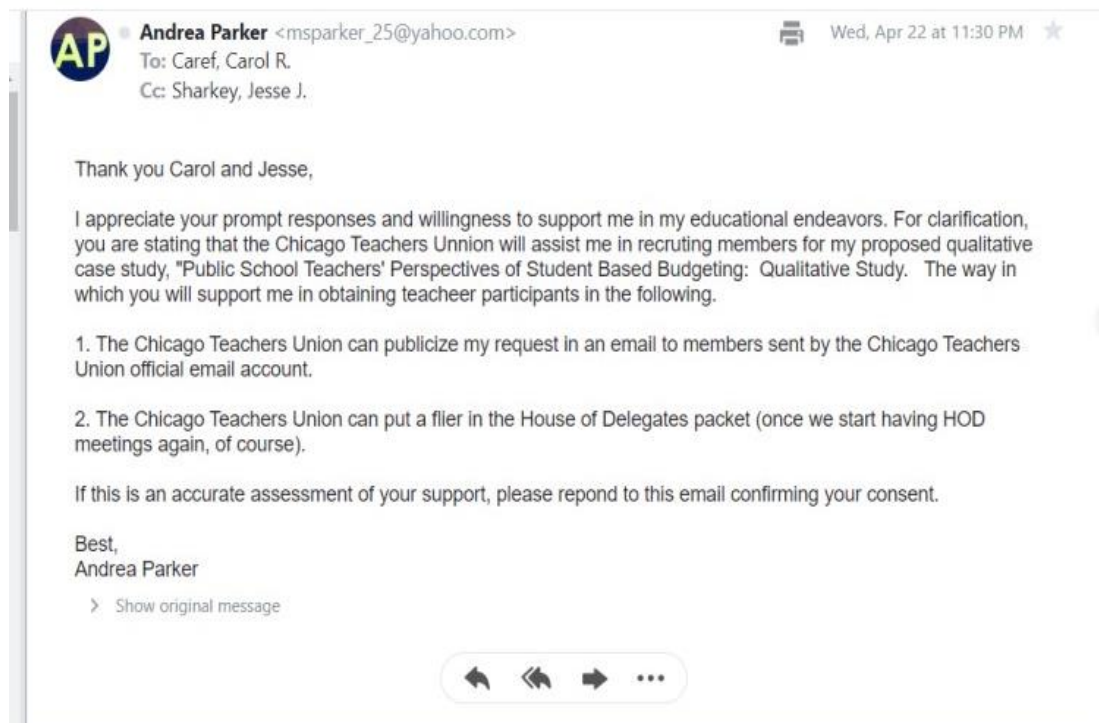 AP
Andrea Parker <msparker_25@yahoo.com>
Wed, Apr 22 at 11:30 PM
To: Caref, Carol R.
Cc: Sharkey, Jesse J.
Thank you Carol and Jesse,
I appreciate your prompt responses and willingness to support me in my educational endeavors. For clarification,
you are stating that the Chicago Teachers Unnion will assist me in recruting members for my proposed qualitative
case study, "Public School Teachers' Perspectives of Student Based Budgeting:  Qualitative Study.   The way in
which you will support me in obtaining teacheer participants in the following.
1. The Chicago Teachers Union can publicize my request in an email to members sent by the Chicago Teachers
Union official email account.
2. The Chicago Teachers Union can put a flier in the House of Delegates packet (once we start having HOD
meetings again, of course).
If this is an accurate assessment of your support, please repond to this email confirming your consent.
Best,
Andrea Parker
> Show original message